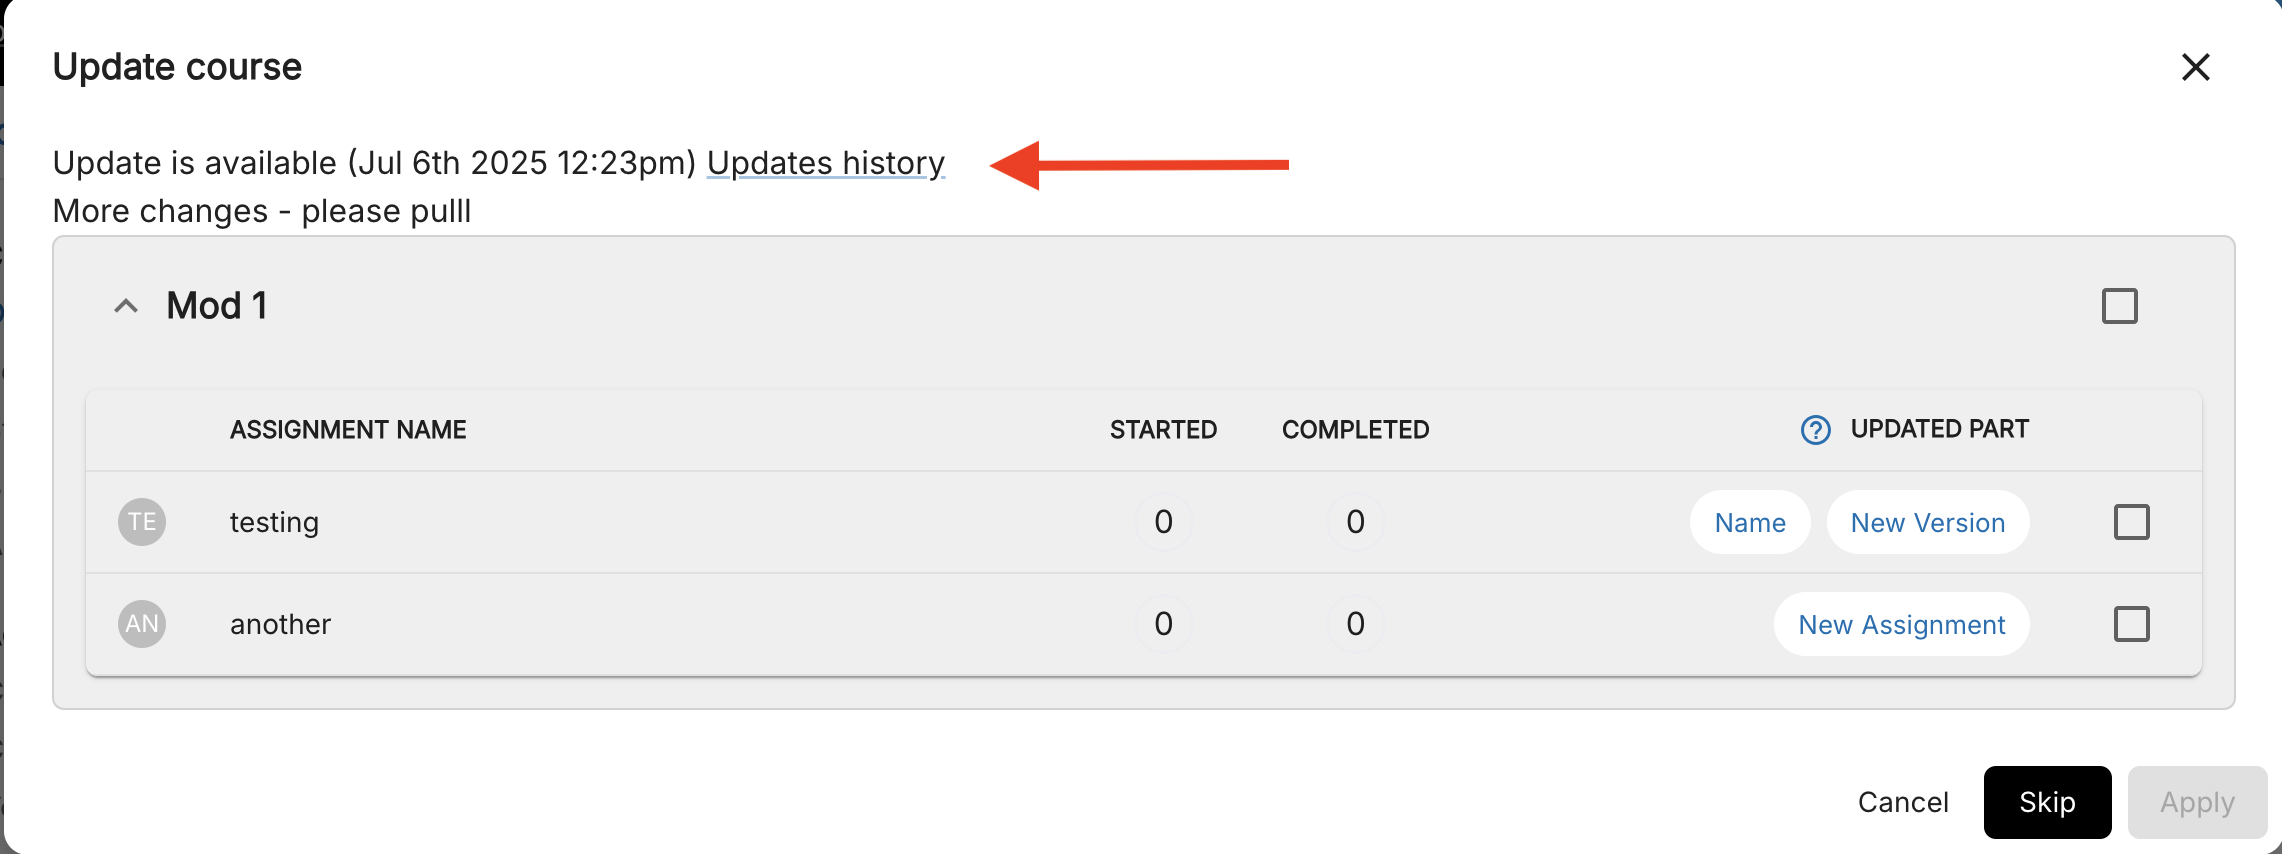 Update course
Update is available (Jul 6th 2025 12:23pm) Updates history
More changes - please pulll
Mod 1
ASSIGNMENT NAME STARTED COMPLETED ? UPDATED PART
TE testing 0 0 Name New Version
AN another 0 0 New Assignment
Cancel Skip Apply